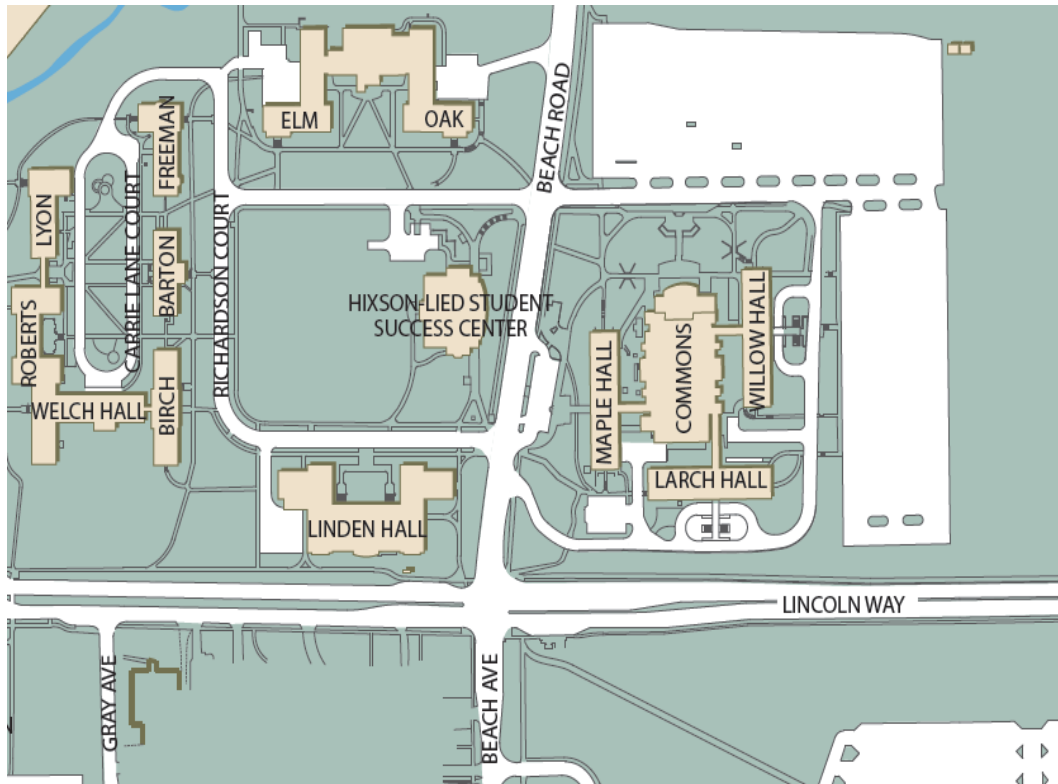 ELM
OAK
BEACH ROAD
FREEMAN
LYON
CARRIE LANE COURT
RICHARDSON COURT
BARTON
ROBERTS
HIXSON-LIED STUDENT
SUCCESS CENTER
WILLOW HALL
COMMONS
MAPLE HALL
WELCH HALL
BIRCH
LARCH HALL
LINDEN HALL
LINCOLN WAY
GRAY AVE
BEACH AVE